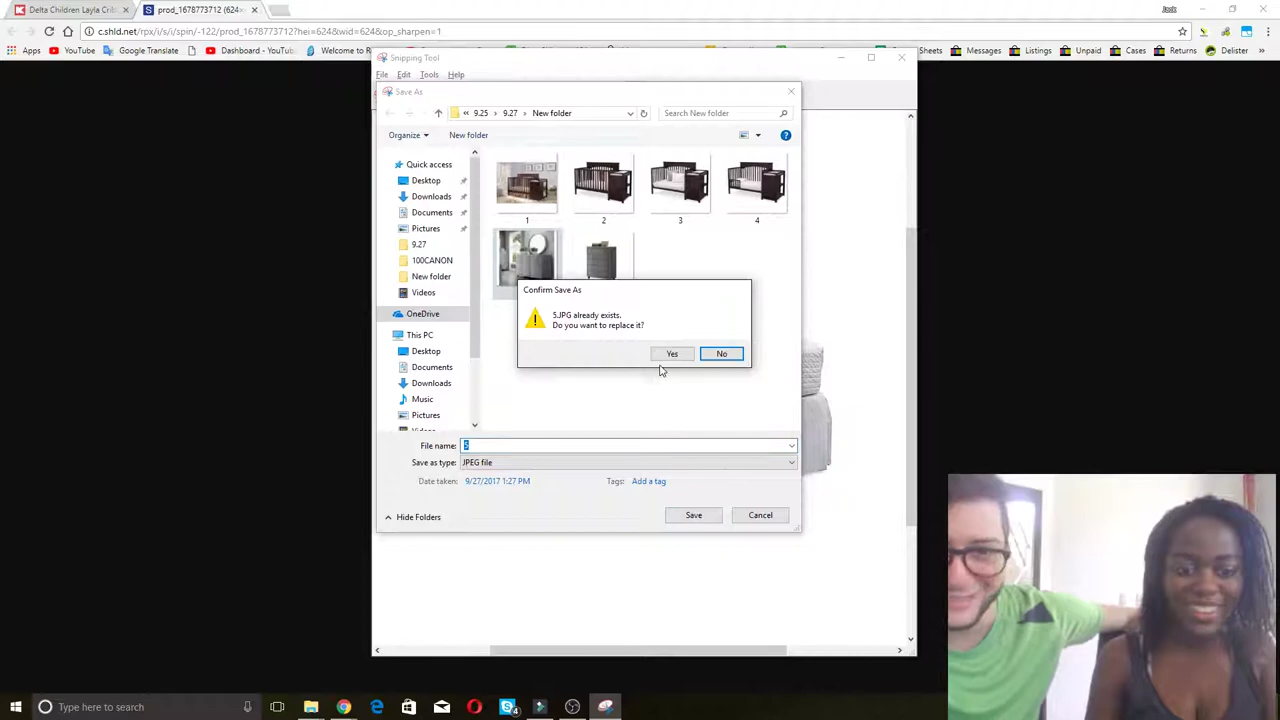 Delta Children Layla Crib
prod_1678773712 (624×
c.shld.net/rpx/i/s/i/spin/-122/prod_1678773712?hei=624&wid=624&op_sharpen=1
Apps YouTube Google Translate Dashboard - YouTub Welcome to R Sheets Messages Listings Unpaid Cases Returns Delister
Snipping Tool
File Edit Tools Help
Save As
« 9.25 › 9.27 › New folder
Search New folder
Organize New folder
Quick access
Desktop
Downloads
Documents
Pictures
9.27
100CANON
New folder
Videos
OneDrive
This PC
Desktop
Documents
Downloads
Music
Pictures
1 2 3 4
Confirm Save As
5.JPG already exists.
Do you want to replace it?
Yes No
File name: 5
Save as type: JPEG file
Date taken: 9/27/2017 1:27 PM Tags: Add a tag
Hide Folders Save Cancel
Type here to search